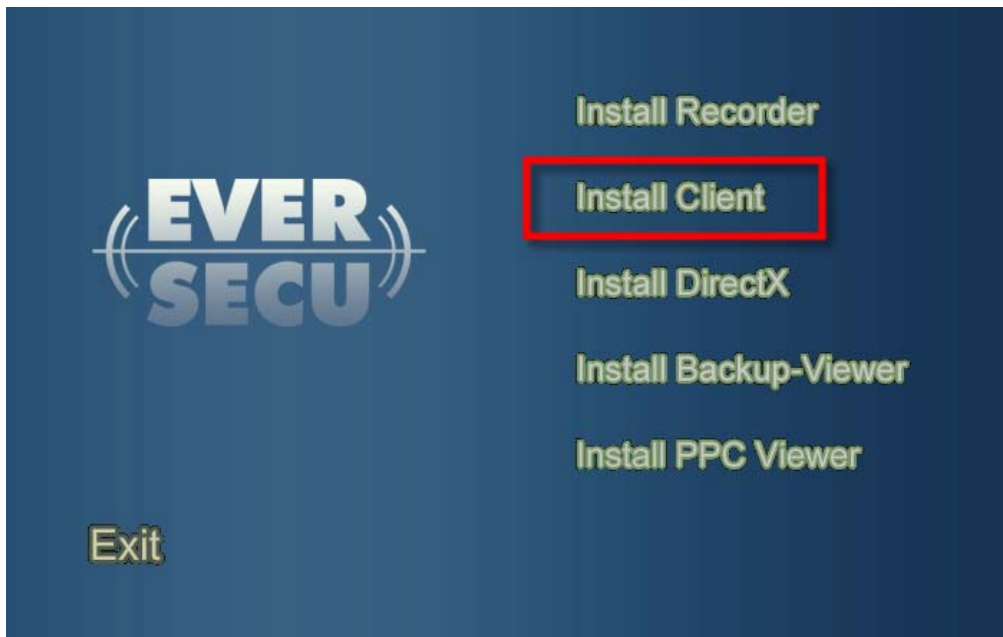 EVER
SECU
Install Recorder
Install Client
Install DirectX
Install Backup-Viewer
Install PPC Viewer
Exit